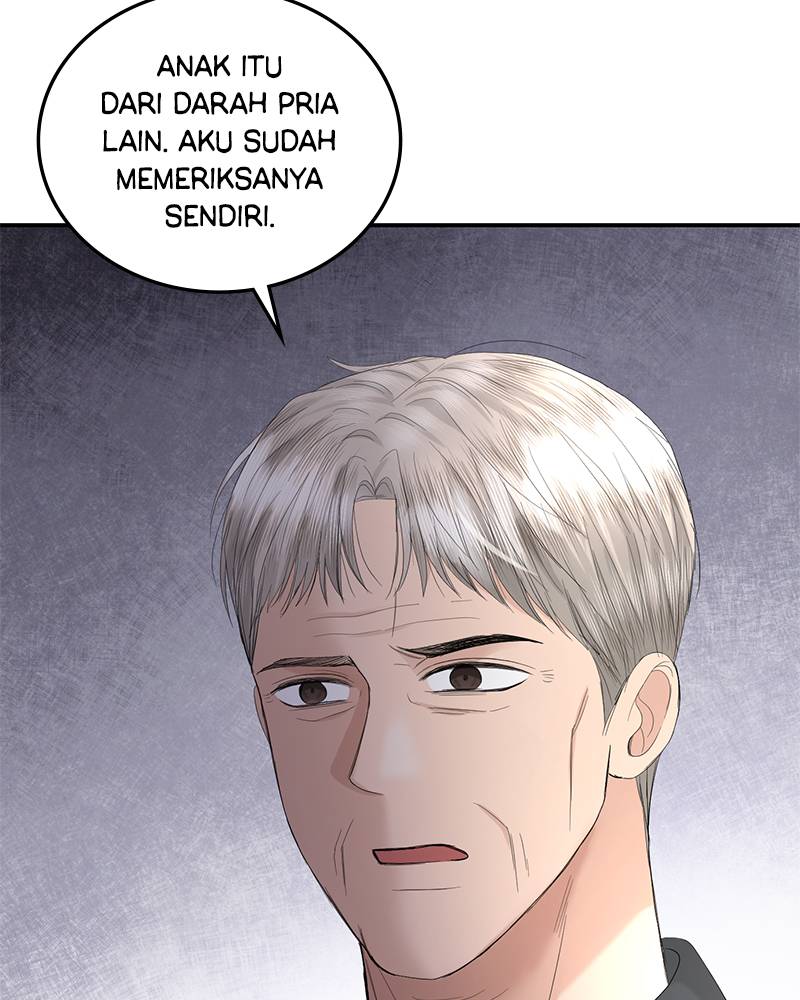 ANAK ITU
DARI DARAH PRIA
LAIN. AKU SUDAH
MEMERIKSANYA
SENDIRI.